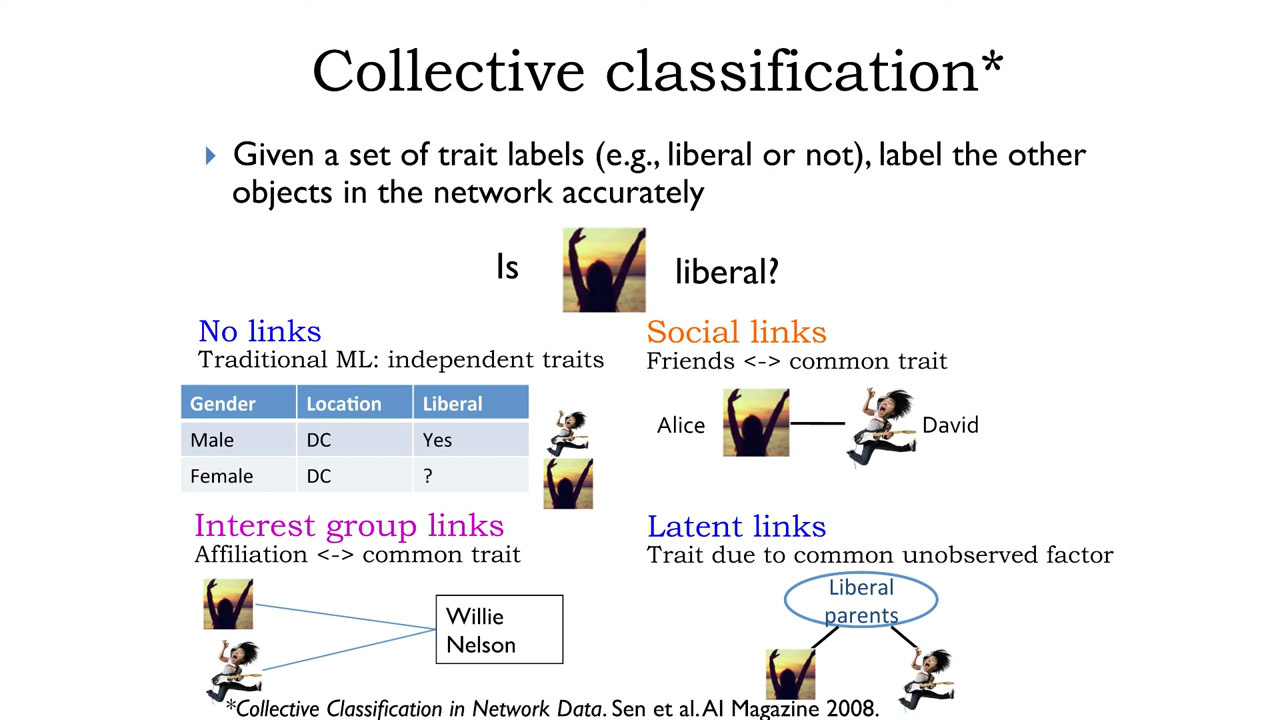 Collective classification*
Given a set of trait labels (e.g., liberal or not), label the other
objects in the network accurately
Is liberal?
No links
Traditional ML: independent traits
Gender Location Liberal
Male DC Yes
Female DC ?
Social links
Friends <-> common trait
Alice David
Interest group links
Affiliation <-> common trait
Willie
Nelson
Latent links
Trait due to common unobserved factor
Liberal
parents
*Collective Classification in Network Data. Sen et al. AI Magazine 2008.